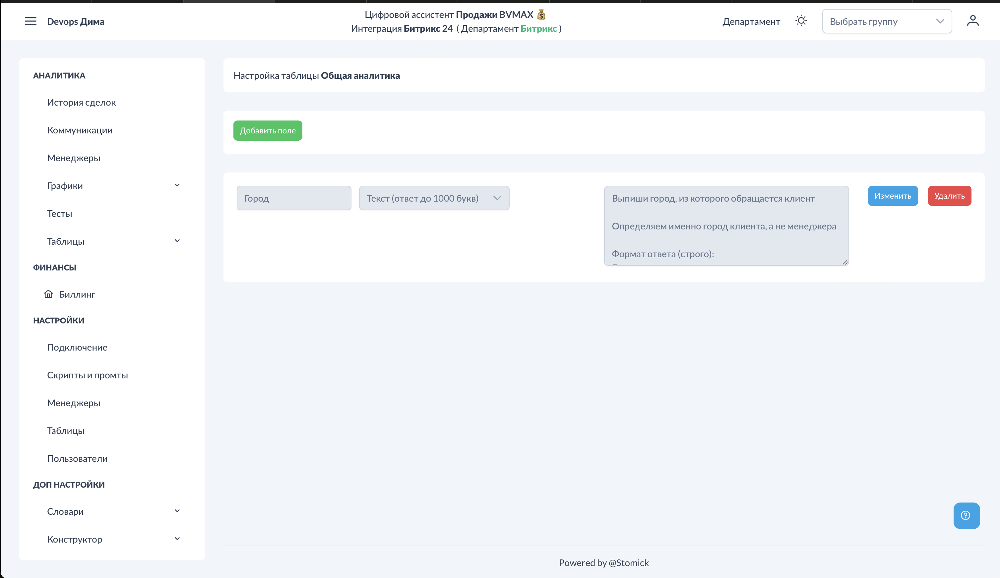 Devops Дима
Цифровой ассистент Продажи BVMAX 💰
Интеграция Битрикс 24 ( Департамент Битрикс )
Департамент
Выбрать группу
АНАЛИТИКА
История сделок
Коммуникации
Менеджеры
Графики
Тесты
Таблицы
ФИНАНСЫ
Биллинг
НАСТРОЙКИ
Подключение
Скрипты и промты
Менеджеры
Таблицы
Пользователи
ДОП НАСТРОЙКИ
Словари
Конструктор
Настройка таблицы Общая аналитика
Добавить поле
Город
Текст (ответ до 1000 букв)
Выпиши город, из которого обращается клиент
Определяем именно город клиента, а не менеджера
Формат ответа (строго):
Изменить
Удалить
Powered by @Stomick